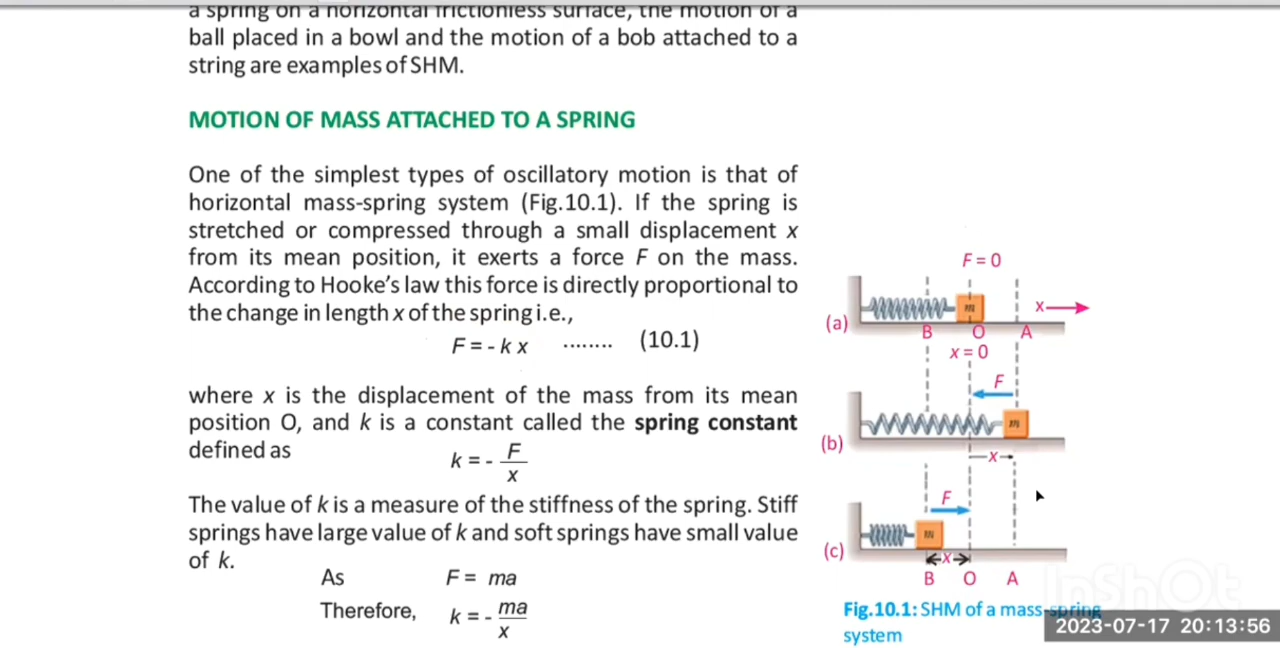 a spring on a horizontal frictionless surface, the motion of a
ball placed in a bowl and the motion of a bob attached to a
string are examples of SHM.
MOTION OF MASS ATTACHED TO A SPRING
One of the simplest types of oscillatory motion is that of
horizontal mass-spring system (Fig.10.1). If the spring is
stretched or compressed through a small displacement x
from its mean position, it exerts a force F on the mass.
According to Hooke's law this force is directly proportional to
the change in length x of the spring i.e.,
F = - k x ........ (10.1)
where x is the displacement of the mass from its mean
position O, and k is a constant called the spring constant
defined as
k = - F/x
The value of k is a measure of the stiffness of the spring. Stiff
springs have large value of k and soft springs have small value
of k.
As F = ma
Therefore, k = - ma/x
F = 0
m
x
(a)
B O A
x = 0
F
m
(b)
x
F
m
(c)
x
B O A
Fig.10.1: SHM of a mass-spring
system
InShOt
2023-07-17 20:13:56